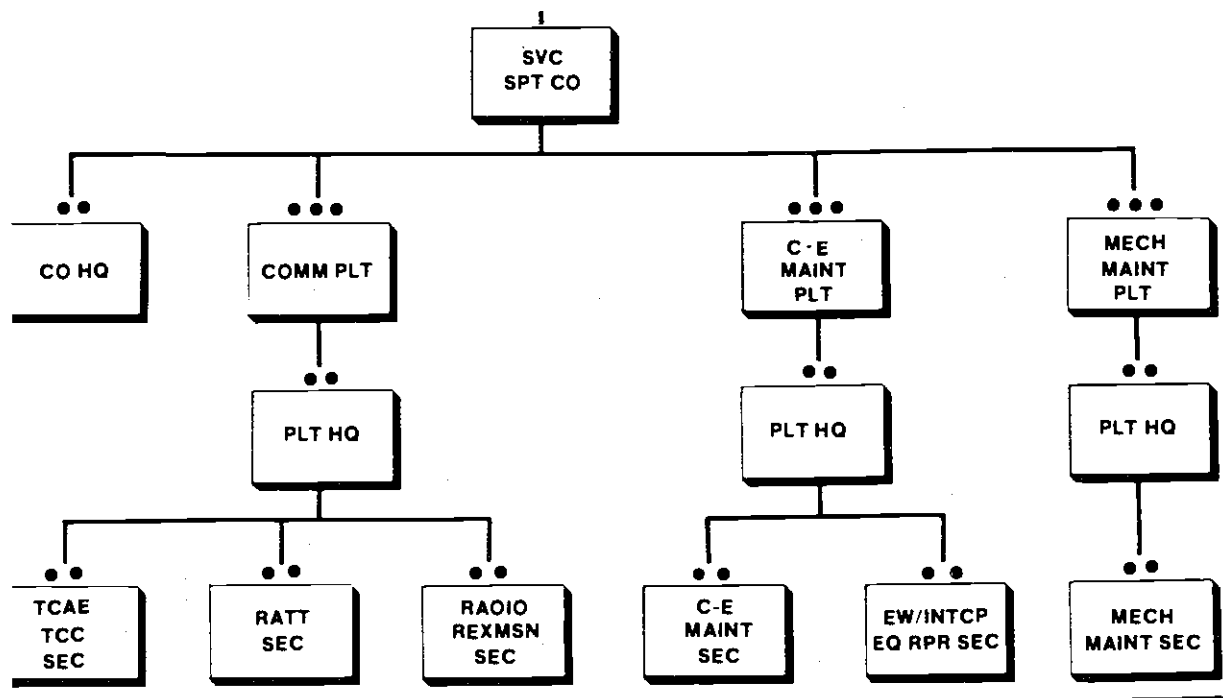 SVC
SPT CO
CO HQ
COMM PLT
C-E
MAINT
PLT
MECH
MAINT
PLT
PLT HQ
PLT HQ
PLT HQ
TCAE
TCC
SEC
RATT
SEC
RAOIO
REXMSN
SEC
C-E
MAINT
SEC
EW/INTCP
EQ RPR SEC
MECH
MAINT SEC